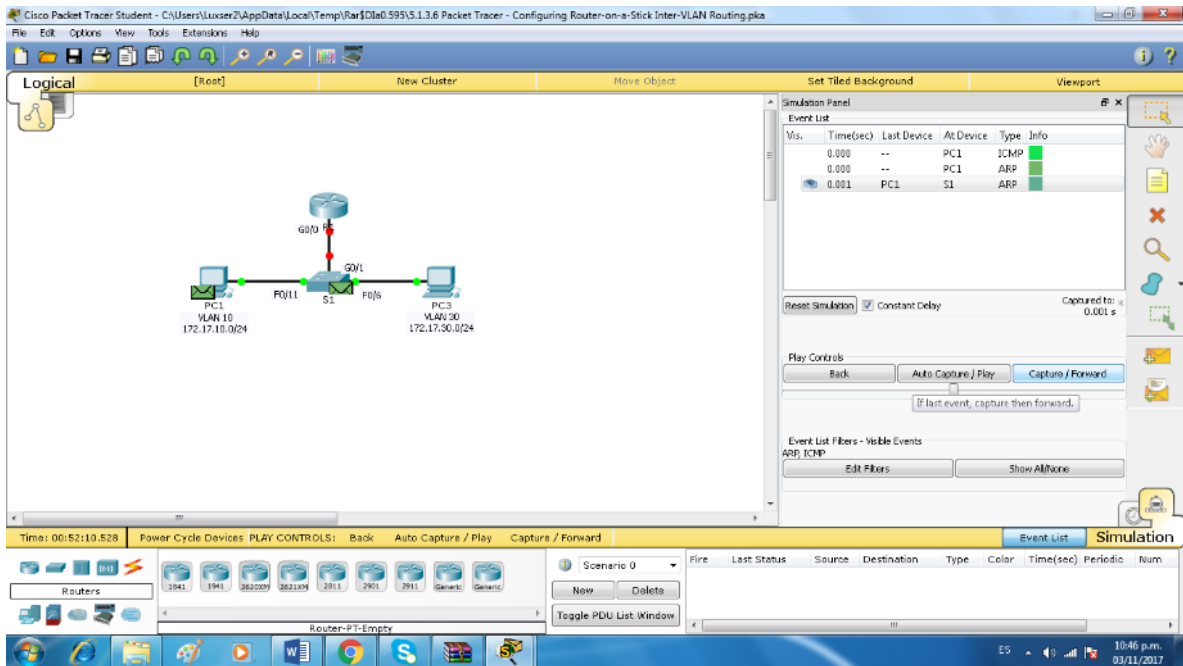 Cisco Packet Tracer Student - C:\Users\Luxser2\AppData\Local\Temp\Rar$DIa0.595\5.1.3.6 Packet Tracer - Configuring Router-on-a-Stick Inter-VLAN Routing.pka
File Edit Options View Tools Extensions Help
Logical [Root] New Cluster Move Object Set Tiled Background Viewport
Simulation Panel
Event List
Vis. Time(sec) Last Device At Device Type Info
0.000 -- PC1 ICMP
0.000 -- PC1 ARP
0.001 PC1 S1 ARP
G0/0
G0/1
F0/11 S1 F0/6
PC1
VLAN 10
172.17.10.0/24
PC3
VLAN 30
172.17.30.0/24
Reset Simulation Constant Delay Captured to:
0.001 s
Play Controls
Back Auto Capture / Play Capture / Forward
If last event, capture then forward.
Event List Filters - Visible Events
ARP, ICMP
Edit Filters Show All/None
Time: 00:52:10.528 Power Cycle Devices PLAY CONTROLS: Back Auto Capture / Play Capture / Forward Event List Simulation
Routers
1841 1941 2620XM 2621XM 2811 2901 2911 Generic Generic
Router-PT-Empty
Scenario 0
New Delete
Toggle PDU List Window
Fire Last Status Source Destination Type Color Time(sec) Periodic Num
ES 10:46 p.m.
03/11/2017